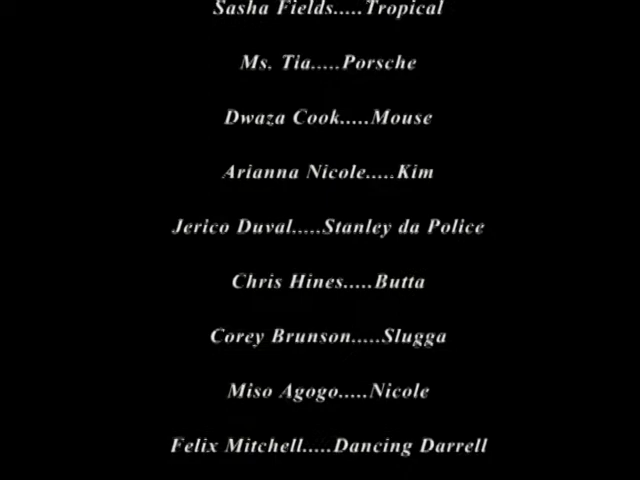 Sasha Fields.....Tropical
Ms. Tia.....Porsche
Dwaza Cook.....Mouse
Arianna Nicole.....Kim
Jerico Duval.....Stanley da Police
Chris Hines.....Butta
Corey Brunson.....Slugga
Miso Agogo.....Nicole
Felix Mitchell.....Dancing Darrell